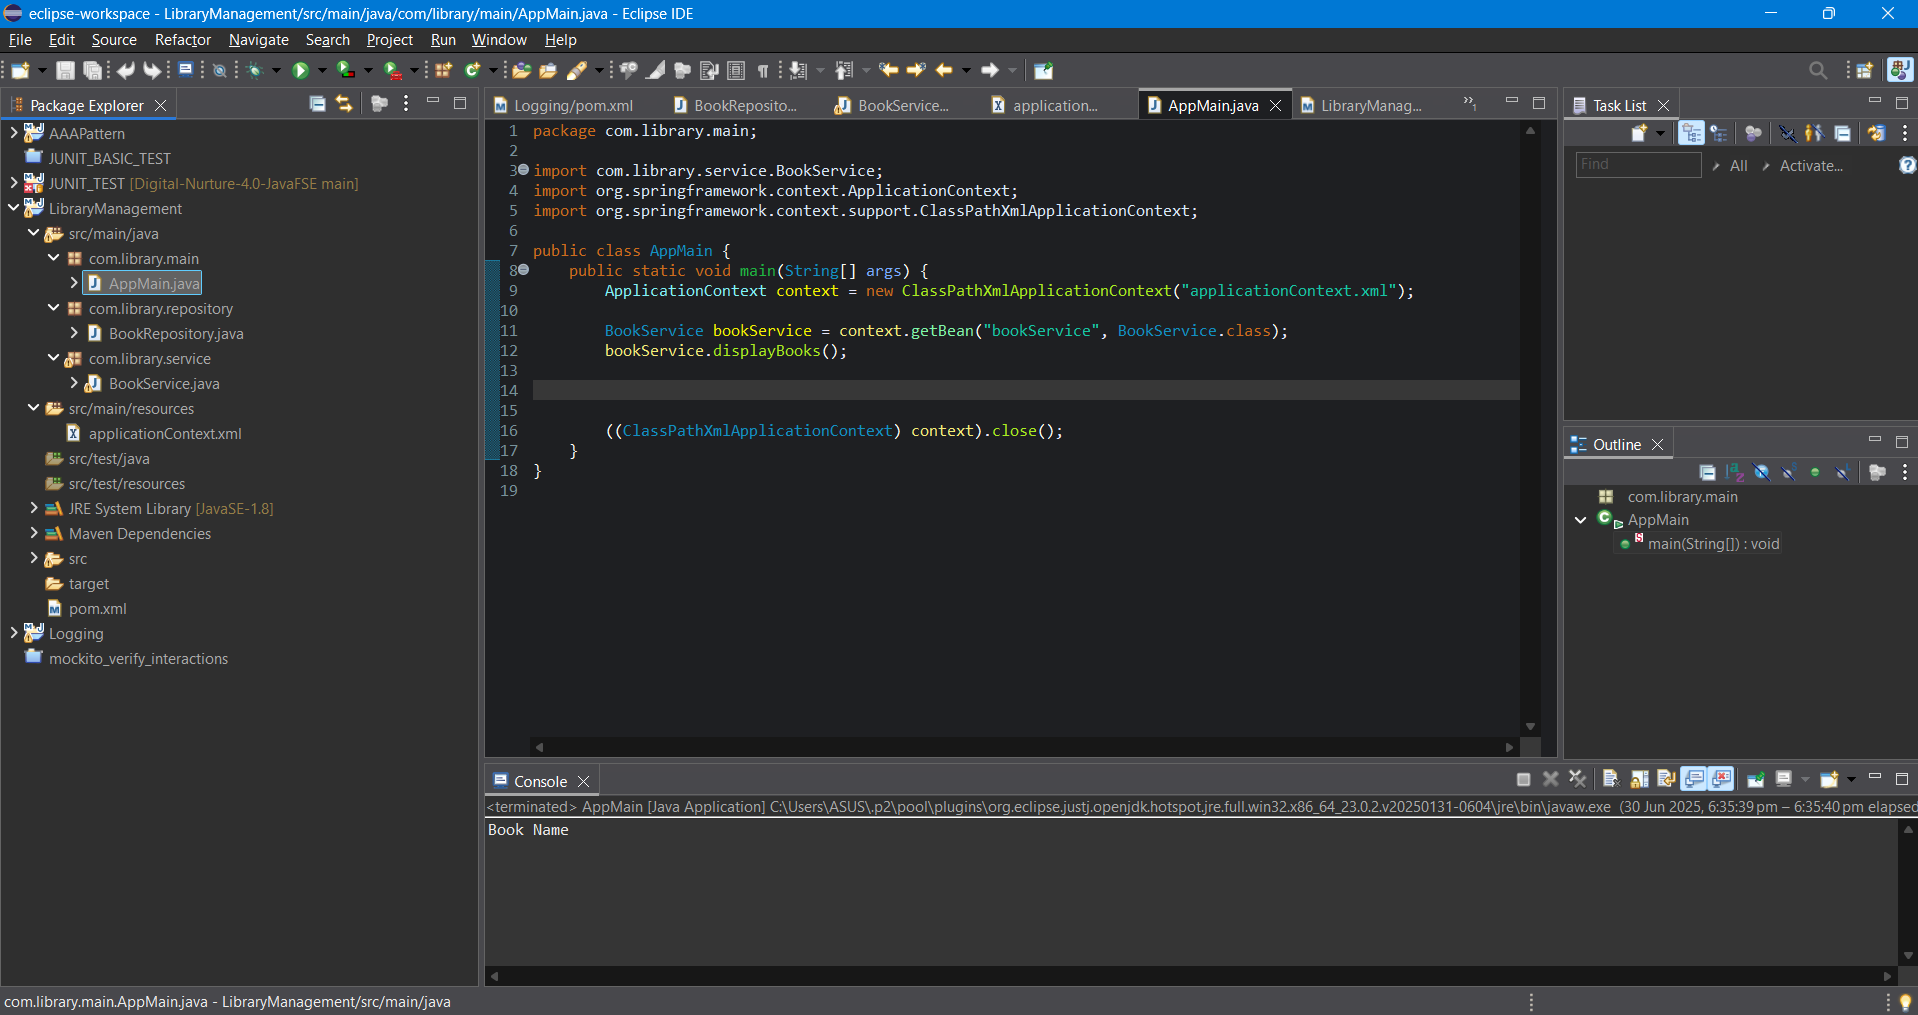 eclipse-workspace - LibraryManagement/src/main/java/com/library/main/AppMain.java - Eclipse IDE
File Edit Source Refactor Navigate Search Project Run Window Help
Package Explorer
AAAPattern
JUNIT_BASIC_TEST
JUNIT_TEST [Digital-Nurture-4.0-JavaFSE main]
LibraryManagement
src/main/java
com.library.main
AppMain.java
com.library.repository
BookRepository.java
com.library.service
BookService.java
src/main/resources
applicationContext.xml
src/test/java
src/test/resources
JRE System Library [JavaSE-1.8]
Maven Dependencies
src
target
pom.xml
Logging
mockito_verify_interactions
Logging/pom.xml BookReposito... BookService... application... AppMain.java LibraryManag... »1
1 package com.library.main;
2
3 import com.library.service.BookService;
4 import org.springframework.context.ApplicationContext;
5 import org.springframework.context.support.ClassPathXmlApplicationContext;
6
7 public class AppMain {
8 public static void main(String[] args) {
9 ApplicationContext context = new ClassPathXmlApplicationContext("applicationContext.xml");
10
11 BookService bookService = context.getBean("bookService", BookService.class);
12 bookService.displayBooks();
13
14
15
16 ((ClassPathXmlApplicationContext) context).close();
17 }
18 }
19
Task List
Find All Activate...
Outline
com.library.main
AppMain
main(String[]) : void
Console
<terminated> AppMain [Java Application] C:\Users\ASUS\.p2\pool\plugins\org.eclipse.justj.openjdk.hotspot.jre.full.win32.x86_64_23.0.2.v20250131-0604\jre\bin\javaw.exe (30 Jun 2025, 6:35:39 pm – 6:35:40 pm elapsed
Book Name
com.library.main.AppMain.java - LibraryManagement/src/main/java